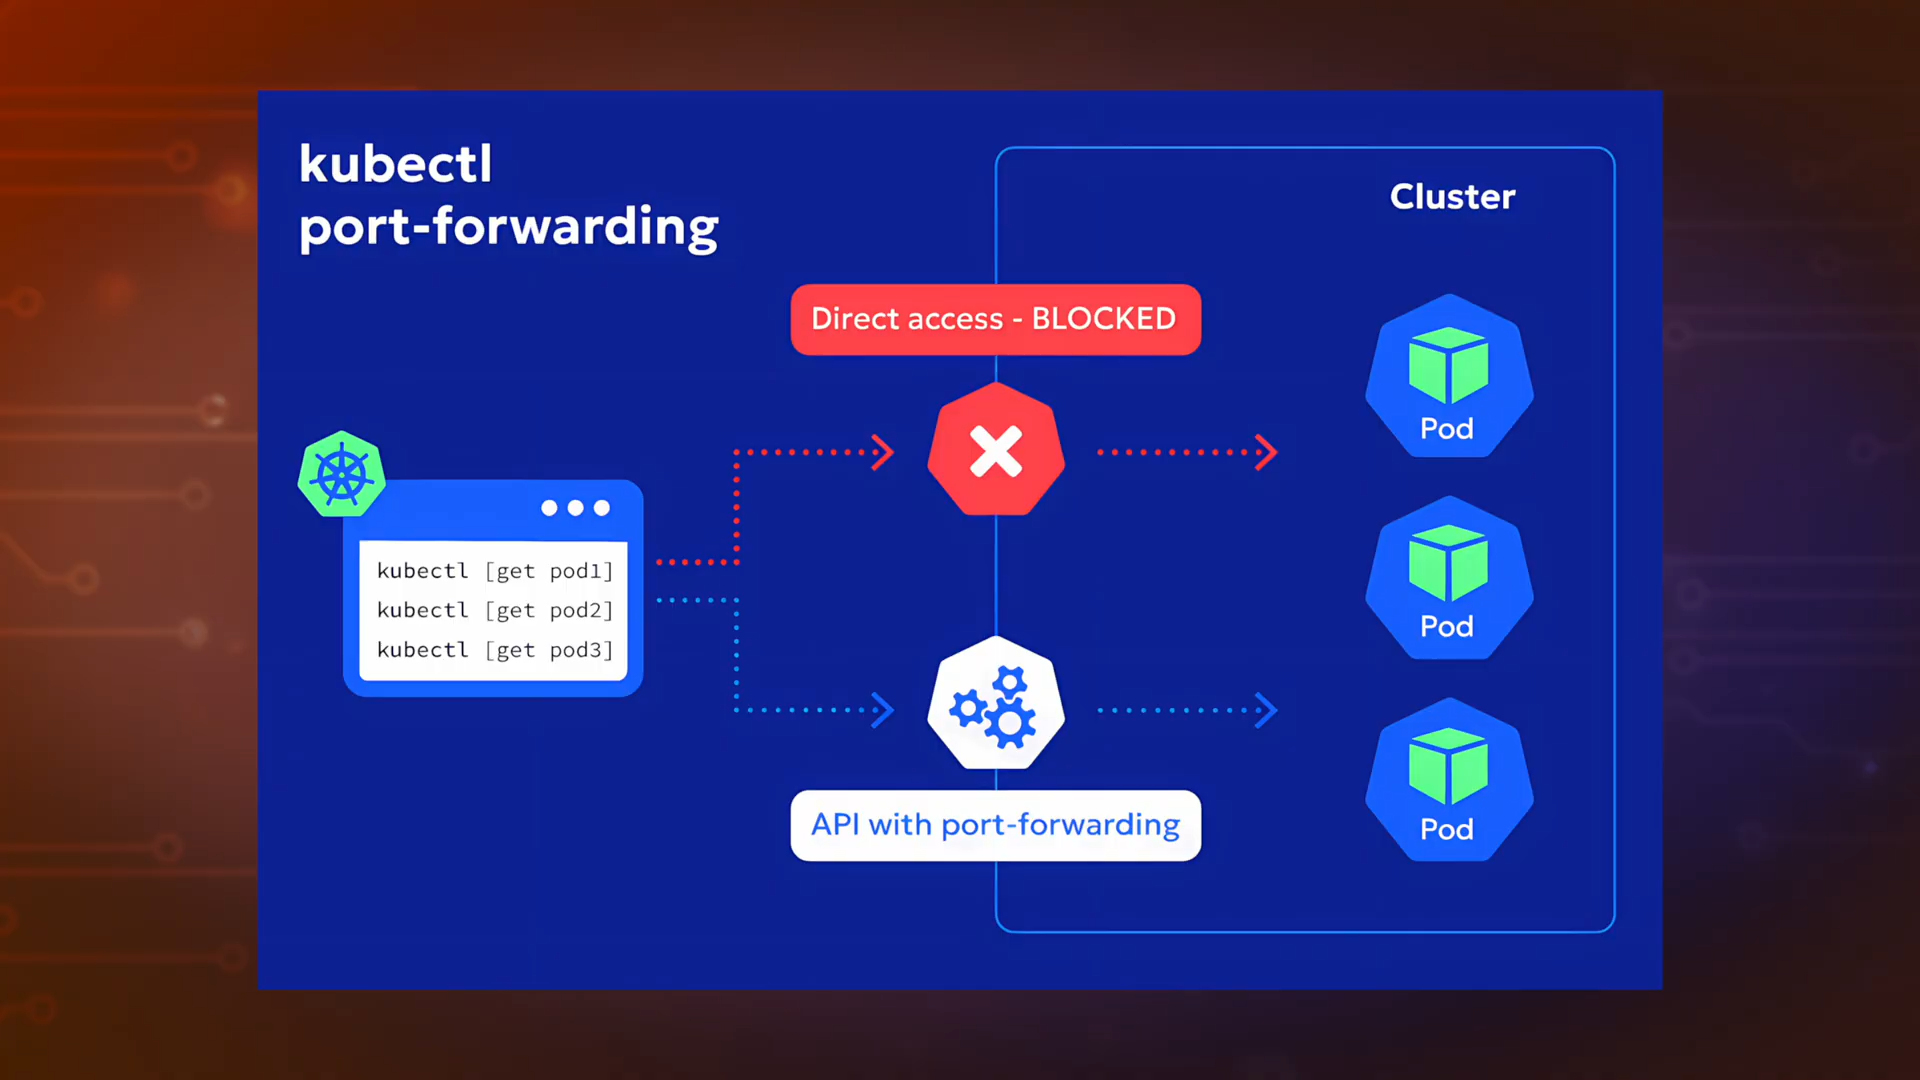 kubectl
port-forwarding
Cluster
Direct access - BLOCKED
Pod
kubectl [get pod1]
kubectl [get pod2]
kubectl [get pod3]
Pod
API with port-forwarding
Pod